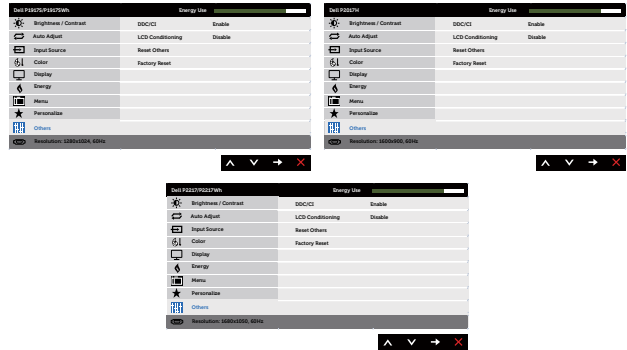 Dell P1917S/P1917SWh Energy Use
Brightness / Contrast DDC/CI Enable
Auto Adjust LCD Conditioning Disable
Input Source Reset Others
Color Factory Reset
Display
Energy
Menu
Personalize
Others
Resolution: 1280x1024, 60Hz
Dell P2017H Energy Use
Brightness / Contrast DDC/CI Enable
Auto Adjust LCD Conditioning Disable
Input Source Reset Others
Color Factory Reset
Display
Energy
Menu
Personalize
Others
Resolution: 1600x900, 60Hz
Dell P2217/P2217Wh Energy Use
Brightness / Contrast DDC/CI Enable
Auto Adjust LCD Conditioning Disable
Input Source Reset Others
Color Factory Reset
Display
Energy
Menu
Personalize
Others
Resolution: 1680x1050, 60Hz